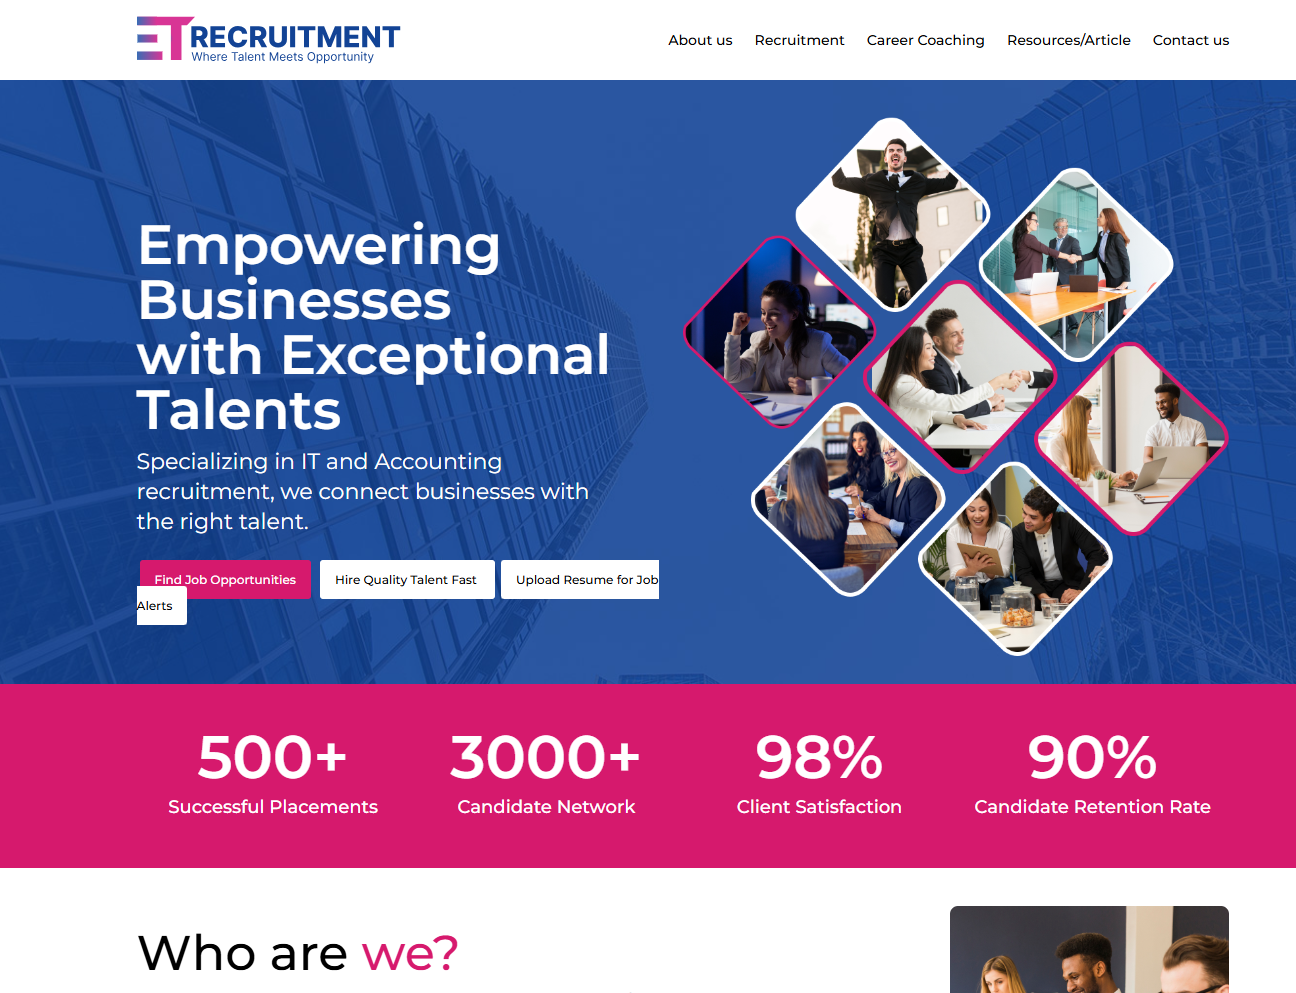 ET RECRUITMENT
Where Talent Meets Opportunity
About us
Recruitment
Career Coaching
Resources/Article
Contact us
Empowering
Businesses
with Exceptional
Talents
Specializing in IT and Accounting
recruitment, we connect businesses with
the right talent.
Find Job Opportunities
Hire Quality Talent Fast
Upload Resume for Job
Alerts
500+
Successful Placements
3000+
Candidate Network
98%
Client Satisfaction
90%
Candidate Retention Rate
Who are we?